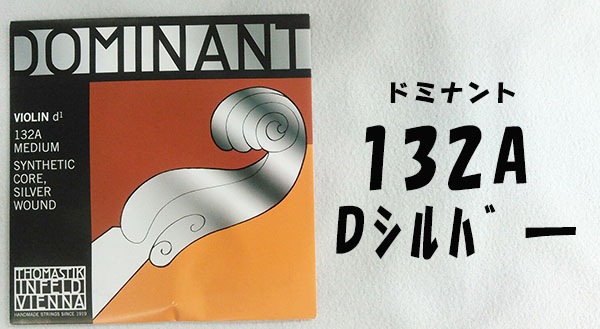 DOMINANT
VIOLIN d¹
132A
MEDIUM
SYNTHETIC
CORE,
SILVER
WOUND
THOMASTIK
INFELD
VIENNA
HANDMADE STRINGS SINCE 1919
ドミナント
132A
Dシルバー